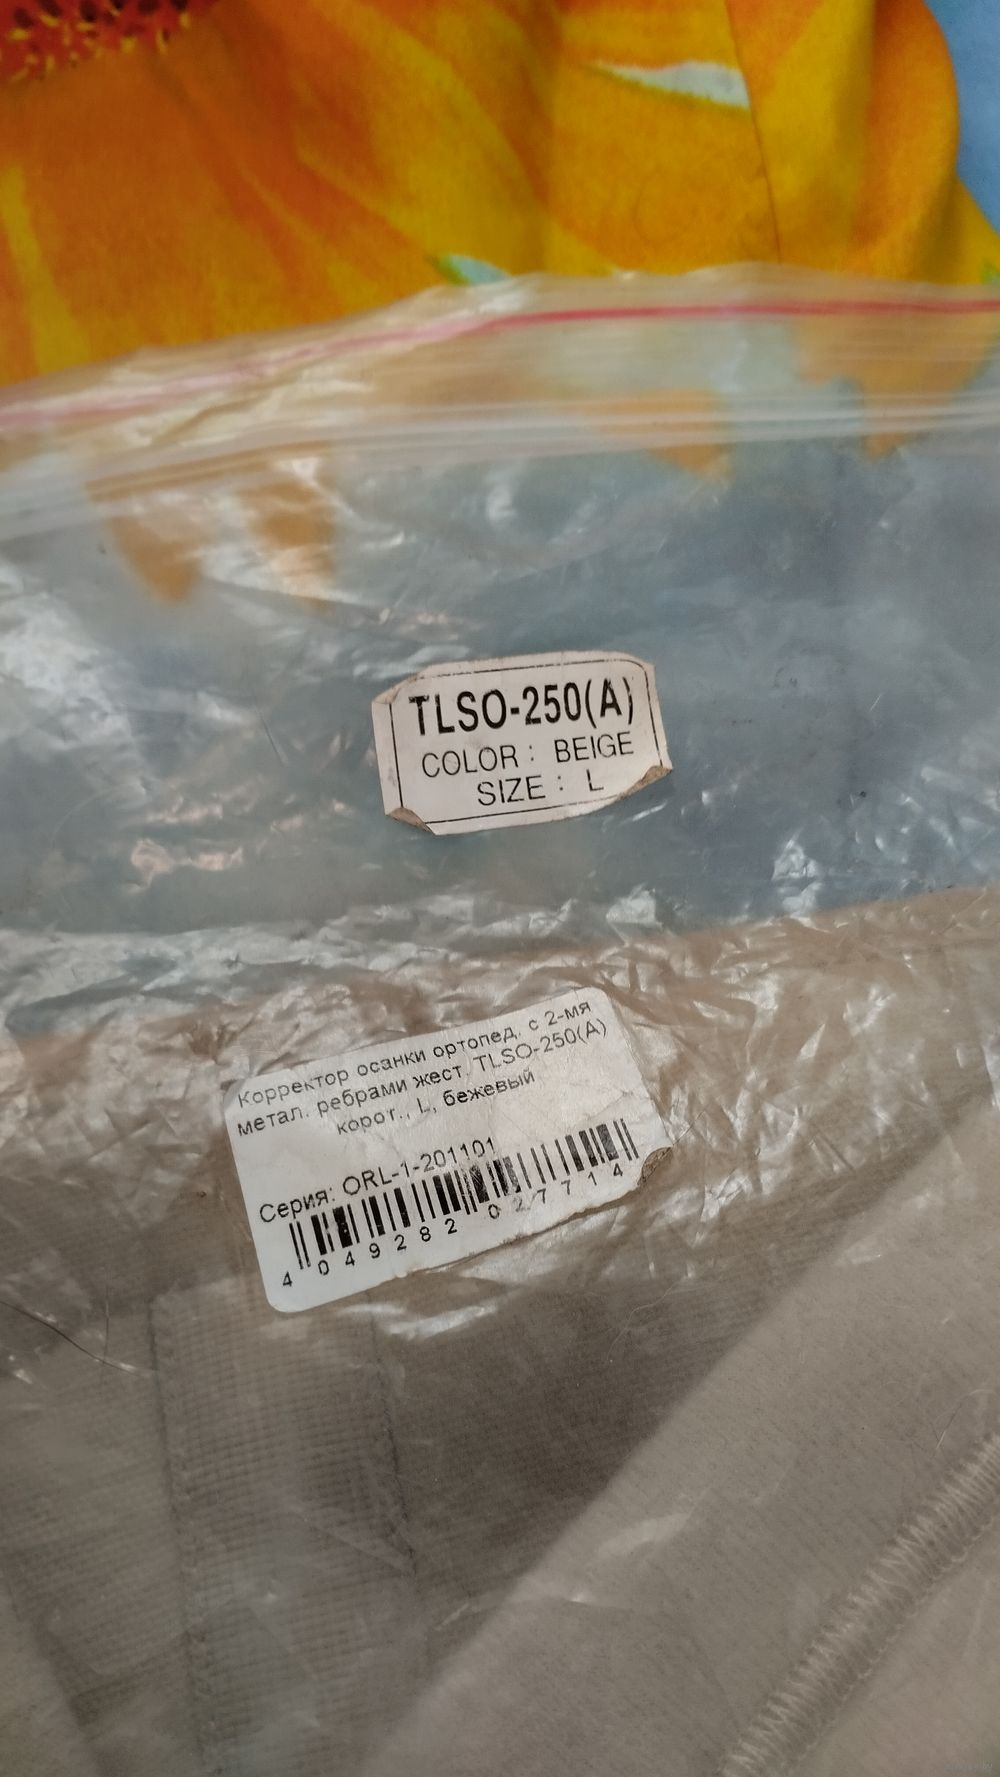 TLSO-250(A)
COLOR : BEIGE
SIZE : L
Корректор осанки ортопед. с 2-мя
метал. ребрами жест. TLSO-250(A)
корот., L, бежевый
Серия: ORL-1-201101
4 049282 027714